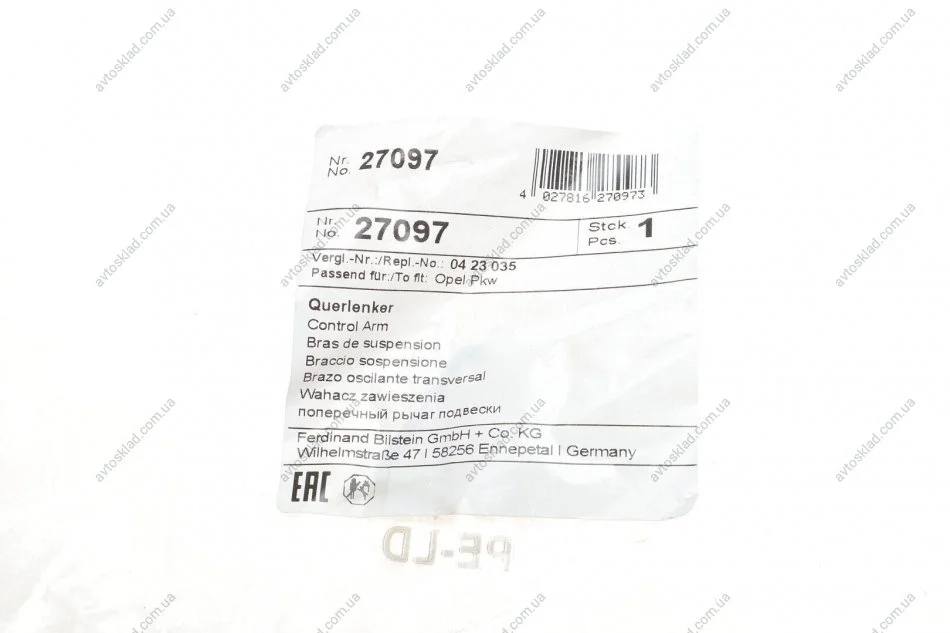 Nr.
No. 27097
4 027816 270973
Nr.
No. 27097
Stck.
Pcs. 1
Vergl.-Nr.:/Repl.-No.: 04 23 035
Passend für:/To fit: Opel Pkw
Querlenker
Control Arm
Bras de suspension
Braccio sospensione
Brazo oscilante transversal
Wahacz zawieszenia
поперечный рычаг подвески
Ferdinand Bilstein GmbH + Co. KG
Wilhelmstraße 47 | 58256 Ennepetal | Germany
EAC
PE-LD
avtosklad.com.ua